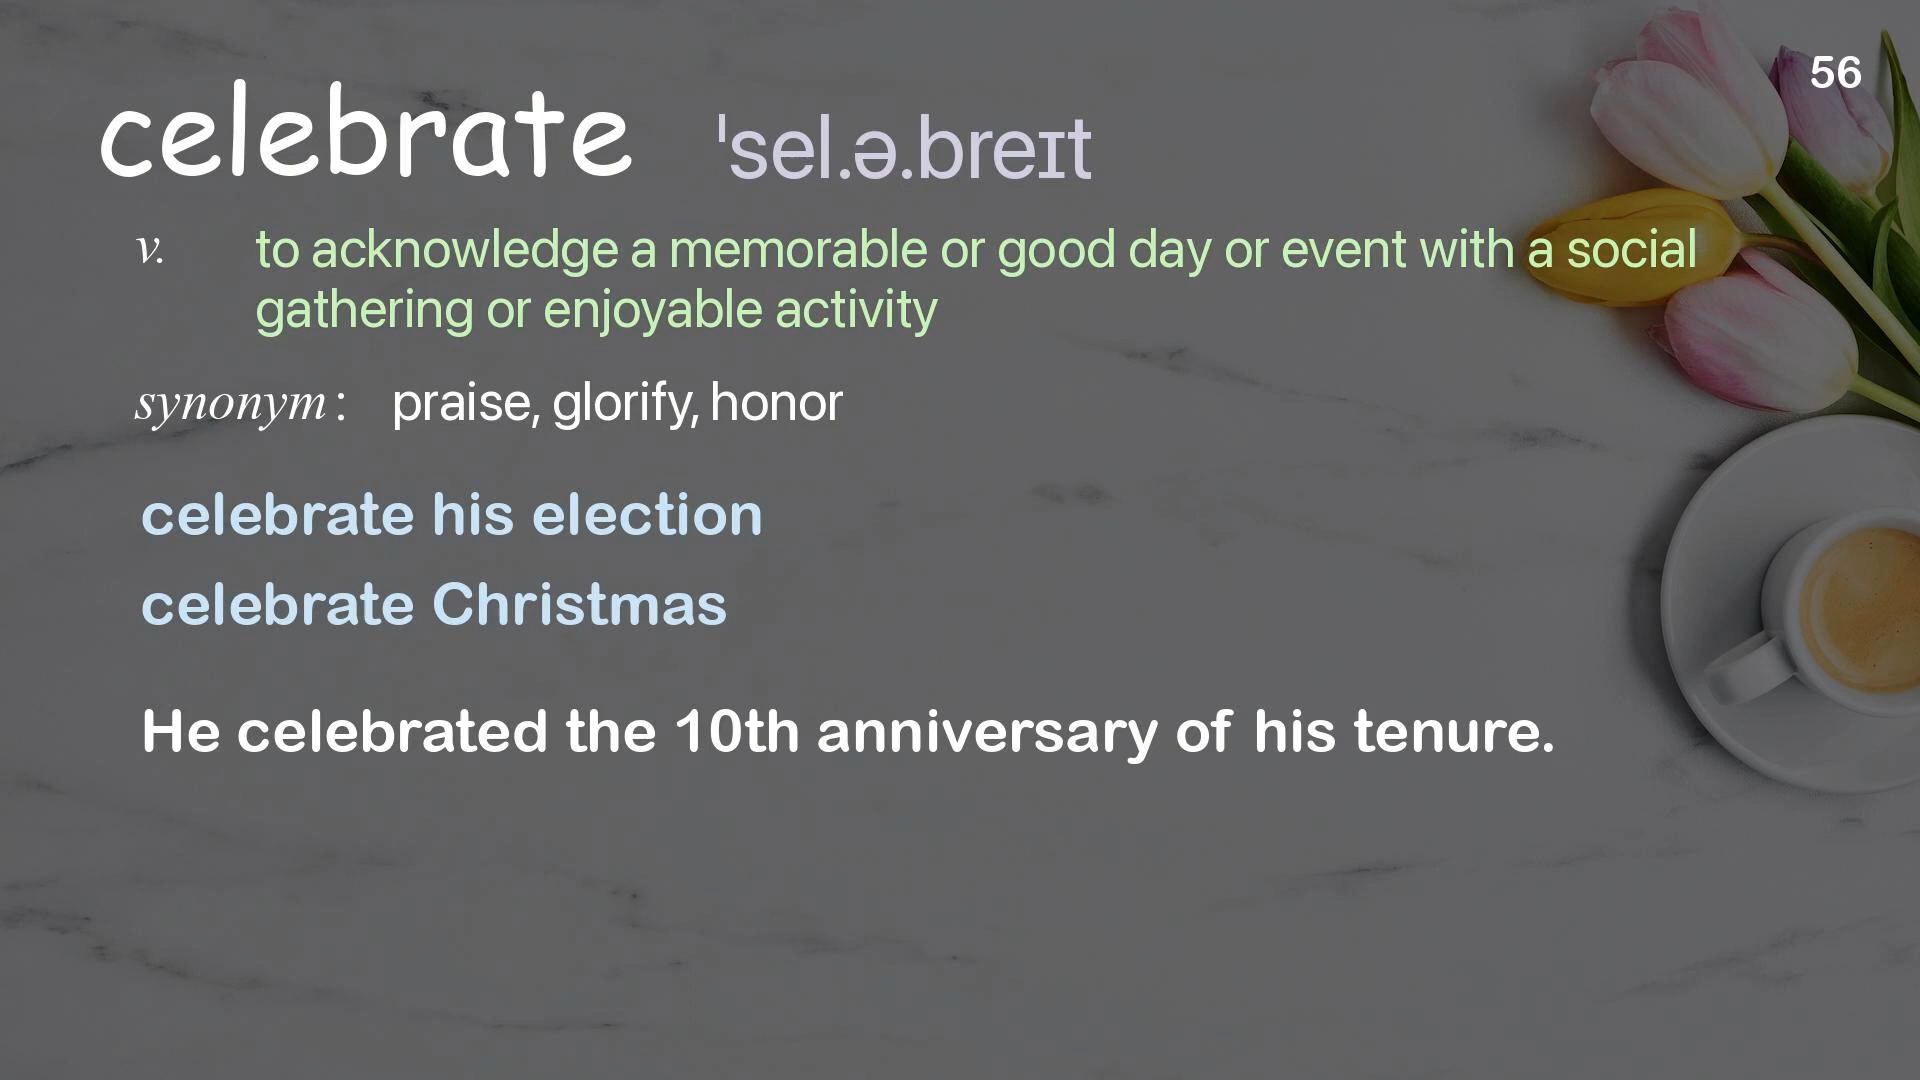 56
celebrate ˈsel.ə.breɪt
v. to acknowledge a memorable or good day or event with a social
gathering or enjoyable activity
synonym : praise, glorify, honor
celebrate his election
celebrate Christmas
He celebrated the 10th anniversary of his tenure.